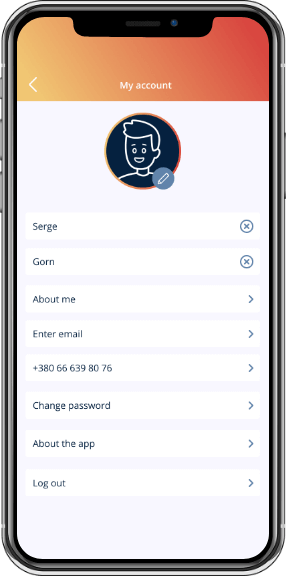 My account
Serge
Gorn
About me
Enter email
+380 66 639 80 76
Change password
About the app
Log out